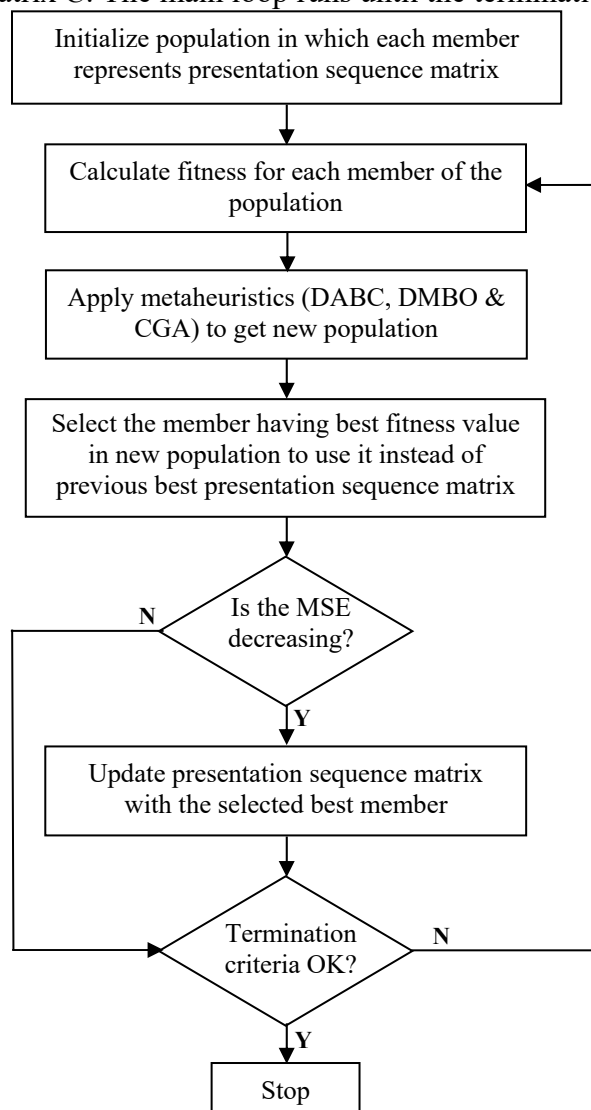 Initialize population in which each member
represents presentation sequence matrix
Calculate fitness for each member of the
population
Apply metaheuristics (DABC, DMBO &
CGA) to get new population
Select the member having best fitness value
in new population to use it instead of
previous best presentation sequence matrix
Is the MSE
decreasing?
N
Y
Update presentation sequence matrix
with the selected best member
Termination
criteria OK?
N
Y
Stop